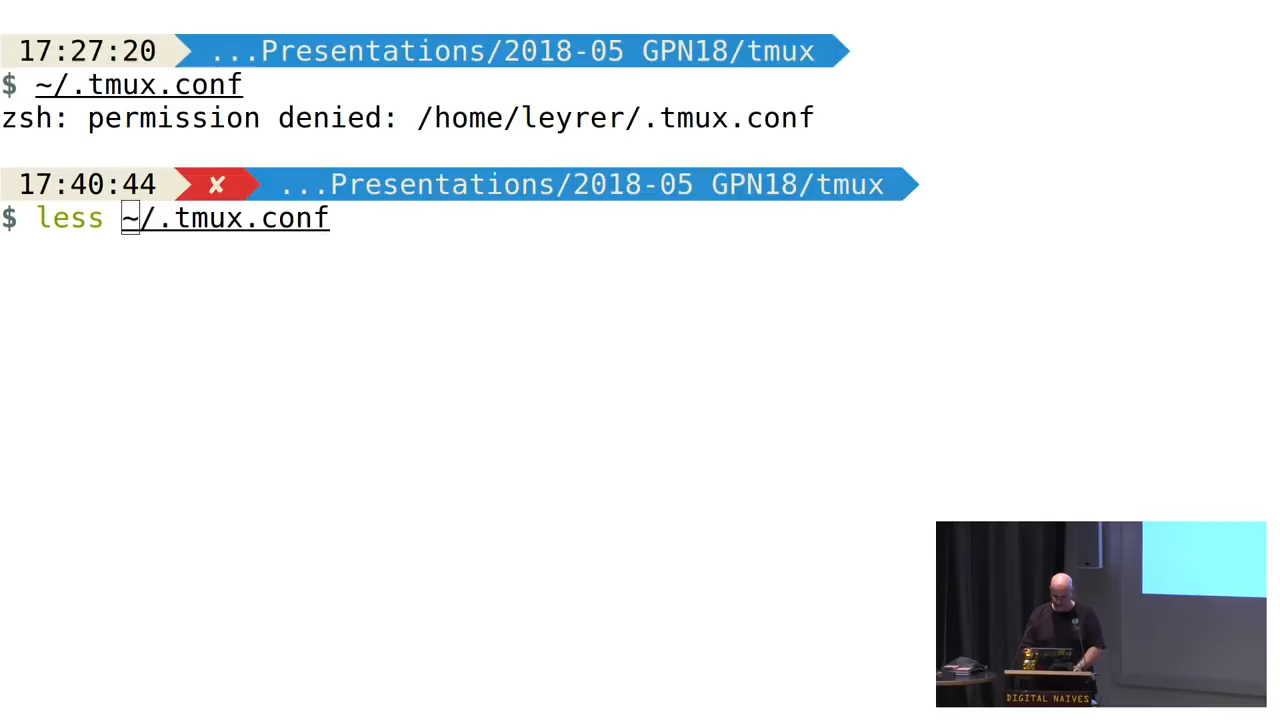 17:27:20 ...Presentations/2018-05 GPN18/tmux
$ ~/.tmux.conf
zsh: permission denied: /home/leyrer/.tmux.conf
17:40:44 ✘ ...Presentations/2018-05 GPN18/tmux
$ less ~/.tmux.conf
DIGITAL NAIVES